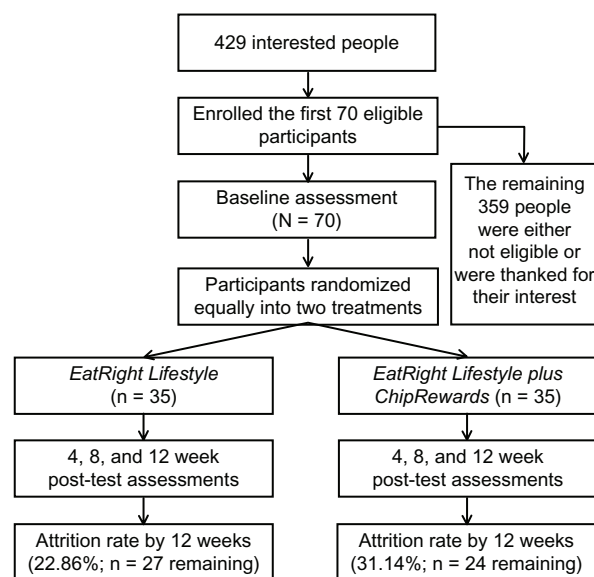 429 interested people
Enrolled the first 70 eligible
participants
The remaining
359 people
were either
not eligible or
were thanked for
their interest
Baseline assessment
(N = 70)
Participants randomized
equally into two treatments
EatRight Lifestyle
(n = 35)
EatRight Lifestyle plus
ChipRewards (n = 35)
4, 8, and 12 week
post-test assessments
4, 8, and 12 week
post-test assessments
Attrition rate by 12 weeks
(22.86%; n = 27 remaining)
Attrition rate by 12 weeks
(31.14%; n = 24 remaining)